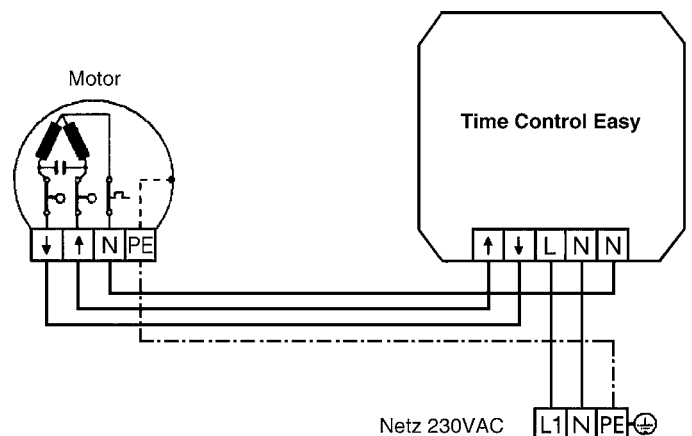 Motor
Time Control Easy
↓ ↑ N PE
↑ ↓ L N N
Netz 230VAC L1 N PE